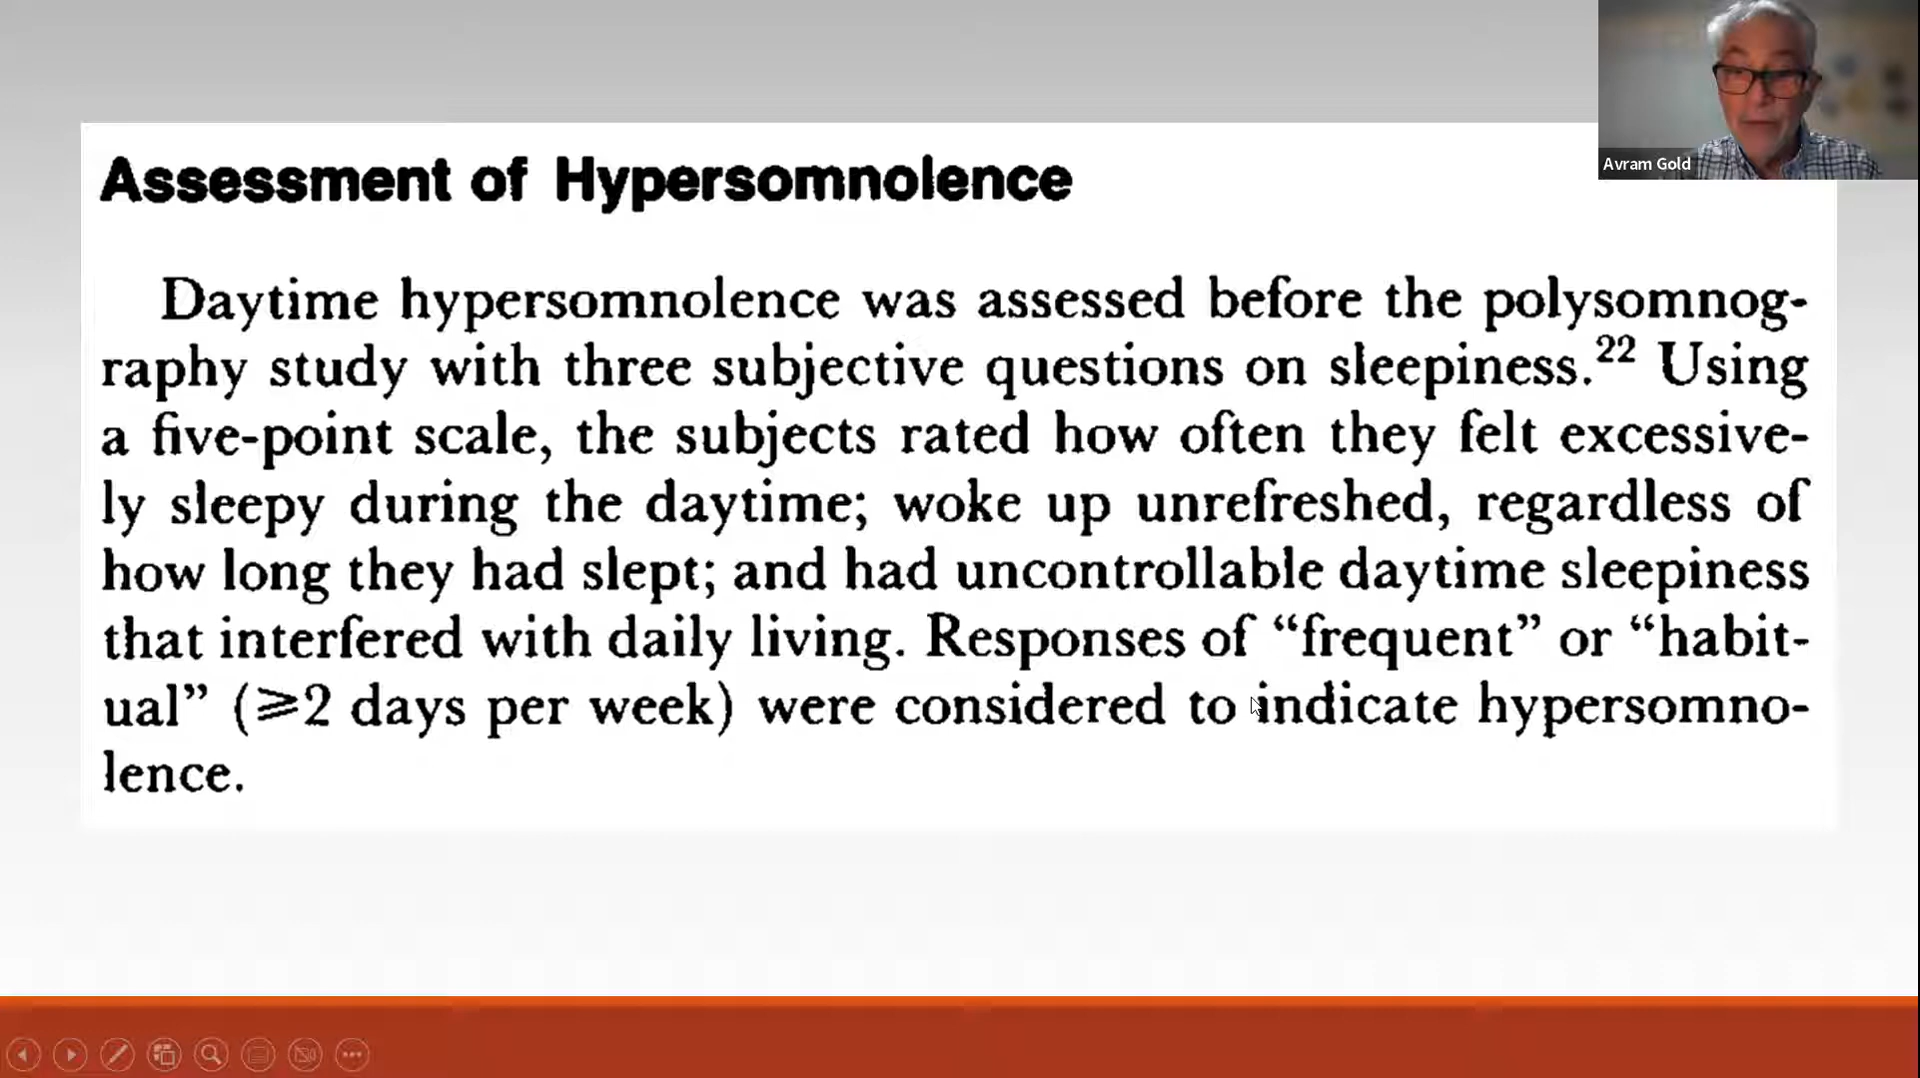 Avram Gold
Assessment of Hypersomnolence
Daytime hypersomnolence was assessed before the polysomnog-
raphy study with three subjective questions on sleepiness.22 Using
a five-point scale, the subjects rated how often they felt excessive-
ly sleepy during the daytime; woke up unrefreshed, regardless of
how long they had slept; and had uncontrollable daytime sleepiness
that interfered with daily living. Responses of “frequent” or “habit-
ual” (⩾2 days per week) were considered to indicate hypersomno-
lence.